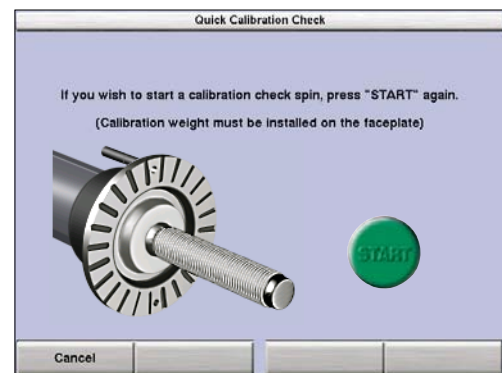 Quick Calibration Check
If you wish to start a calibration check spin, press "START" again.
(Calibration weight must be installed on the faceplate)
START
Cancel